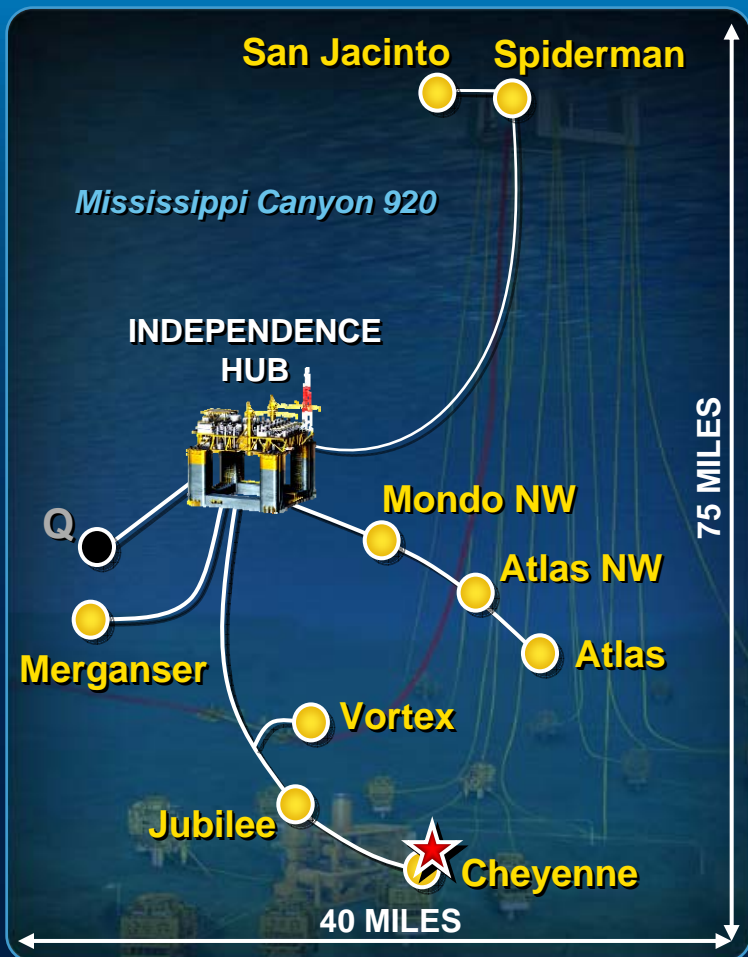 San Jacinto
Spiderman
Mississippi Canyon 920
INDEPENDENCE
HUB
75 MILES
Mondo NW
Q
Atlas NW
Merganser
Atlas
Vortex
Jubilee
Cheyenne
40 MILES